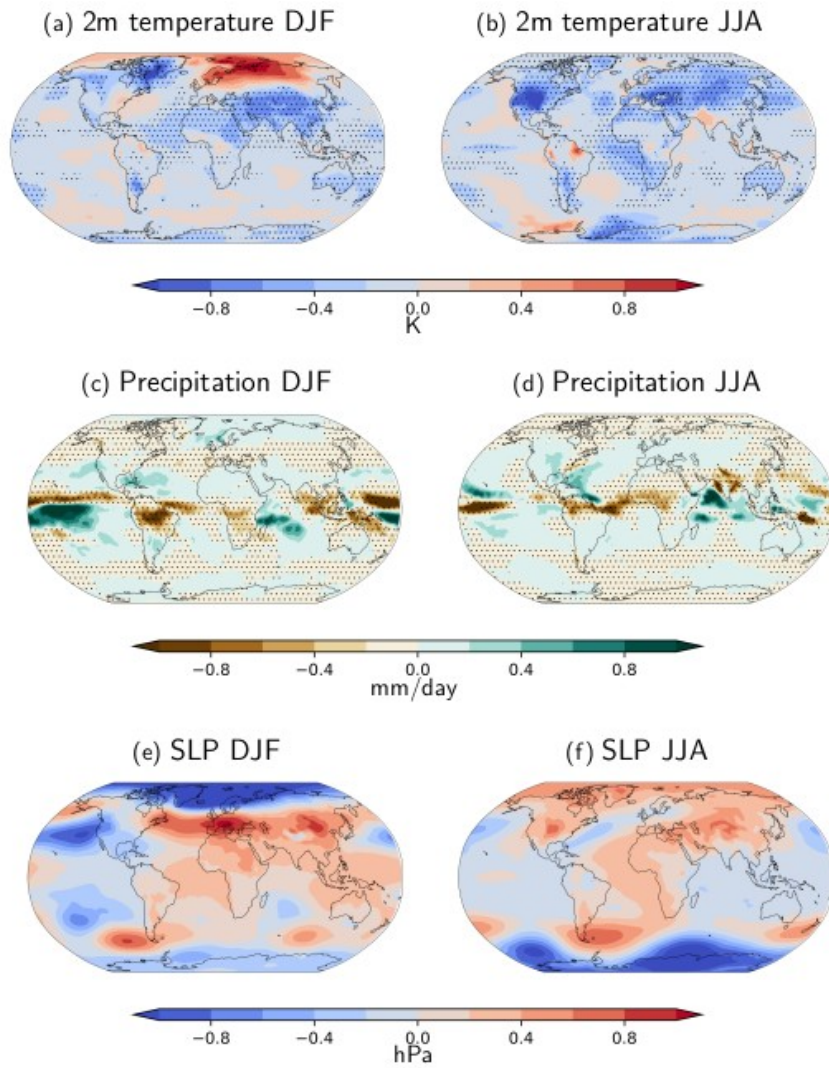 (a) 2m temperature DJF
(b) 2m temperature JJA
−0.8 −0.4 0.0 0.4 0.8
K
(c) Precipitation DJF
(d) Precipitation JJA
−0.8 −0.4 0.0 0.4 0.8
mm/day
(e) SLP DJF
(f) SLP JJA
−0.8 −0.4 0.0 0.4 0.8
hPa